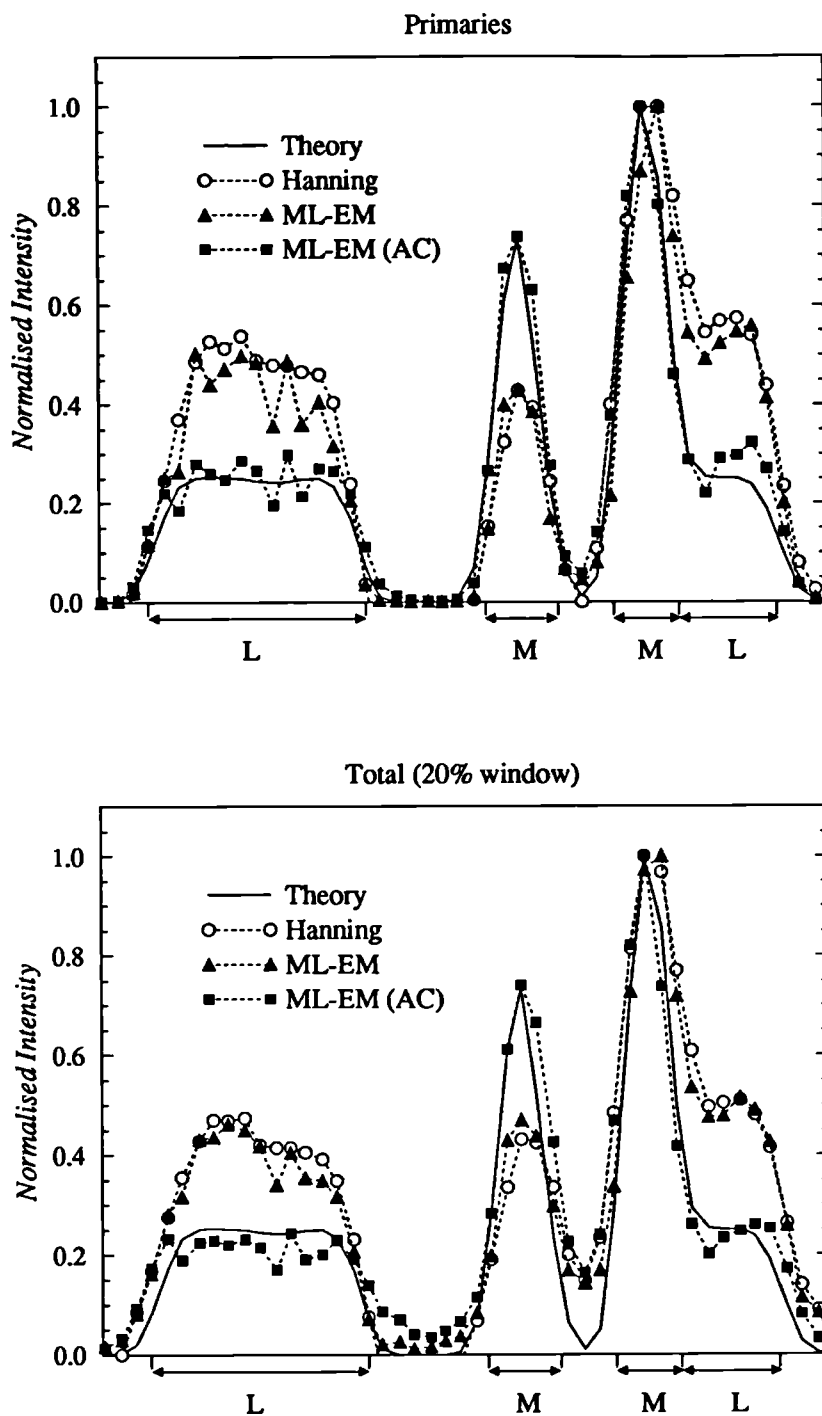 Primaries
Normalised Intensity
1.0
0.8
0.6
0.4
0.2
0.0
Theory
Hanning
ML-EM
ML-EM (AC)
L
M
M
L
Total (20% window)
Normalised Intensity
1.0
0.8
0.6
0.4
0.2
0.0
Theory
Hanning
ML-EM
ML-EM (AC)
L
M
M
L